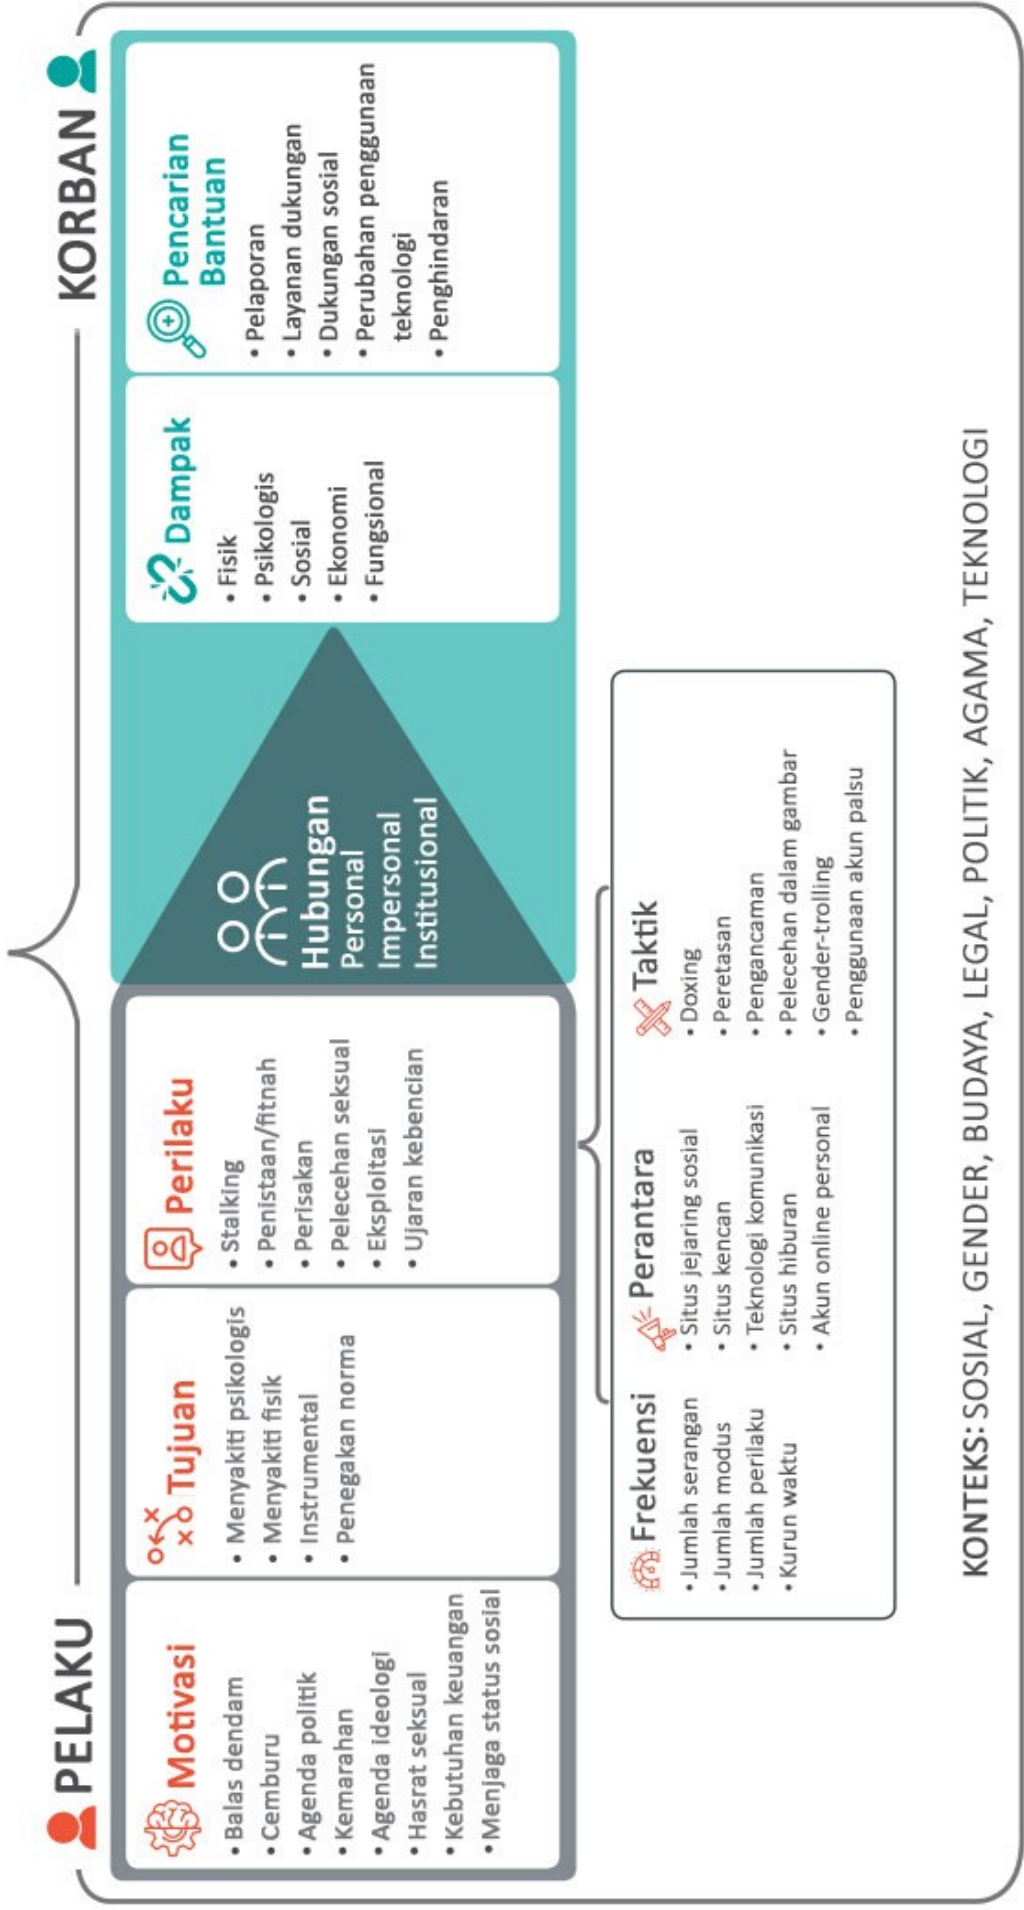 PELAKU
KORBAN
Motivasi
• Balas dendam
• Cemburu
• Agenda politik
• Kemarahan
• Agenda ideologi
• Hasrat seksual
• Kebutuhan keuangan
• Menjaga status sosial
Tujuan
• Menyakiti psikologis
• Menyakiti fisik
• Instrumental
• Penegakan norma
Perilaku
• Stalking
• Penistaan/fitnah
• Perisakan
• Pelecehan seksual
• Eksploitasi
• Ujaran kebencian
Hubungan
Personal
Impersonal
Institusional
Dampak
• Fisik
• Psikologis
• Sosial
• Ekonomi
• Fungsional
Pencarian
Bantuan
• Pelaporan
• Layanan dukungan
• Dukungan sosial
• Perubahan penggunaan
teknologi
• Penghindaran
Frekuensi
• Jumlah serangan
• Jumlah modus
• Jumlah perilaku
• Kurun waktu
Perantara
• Situs jejaring sosial
• Situs kencan
• Teknologi komunikasi
• Situs hiburan
• Akun online personal
Taktik
• Doxing
• Peretasan
• Pengancaman
• Pelecehan dalam gambar
• Gender-trolling
• Penggunaan akun palsu
KONTEKS: SOSIAL, GENDER, BUDAYA, LEGAL, POLITIK, AGAMA, TEKNOLOGI